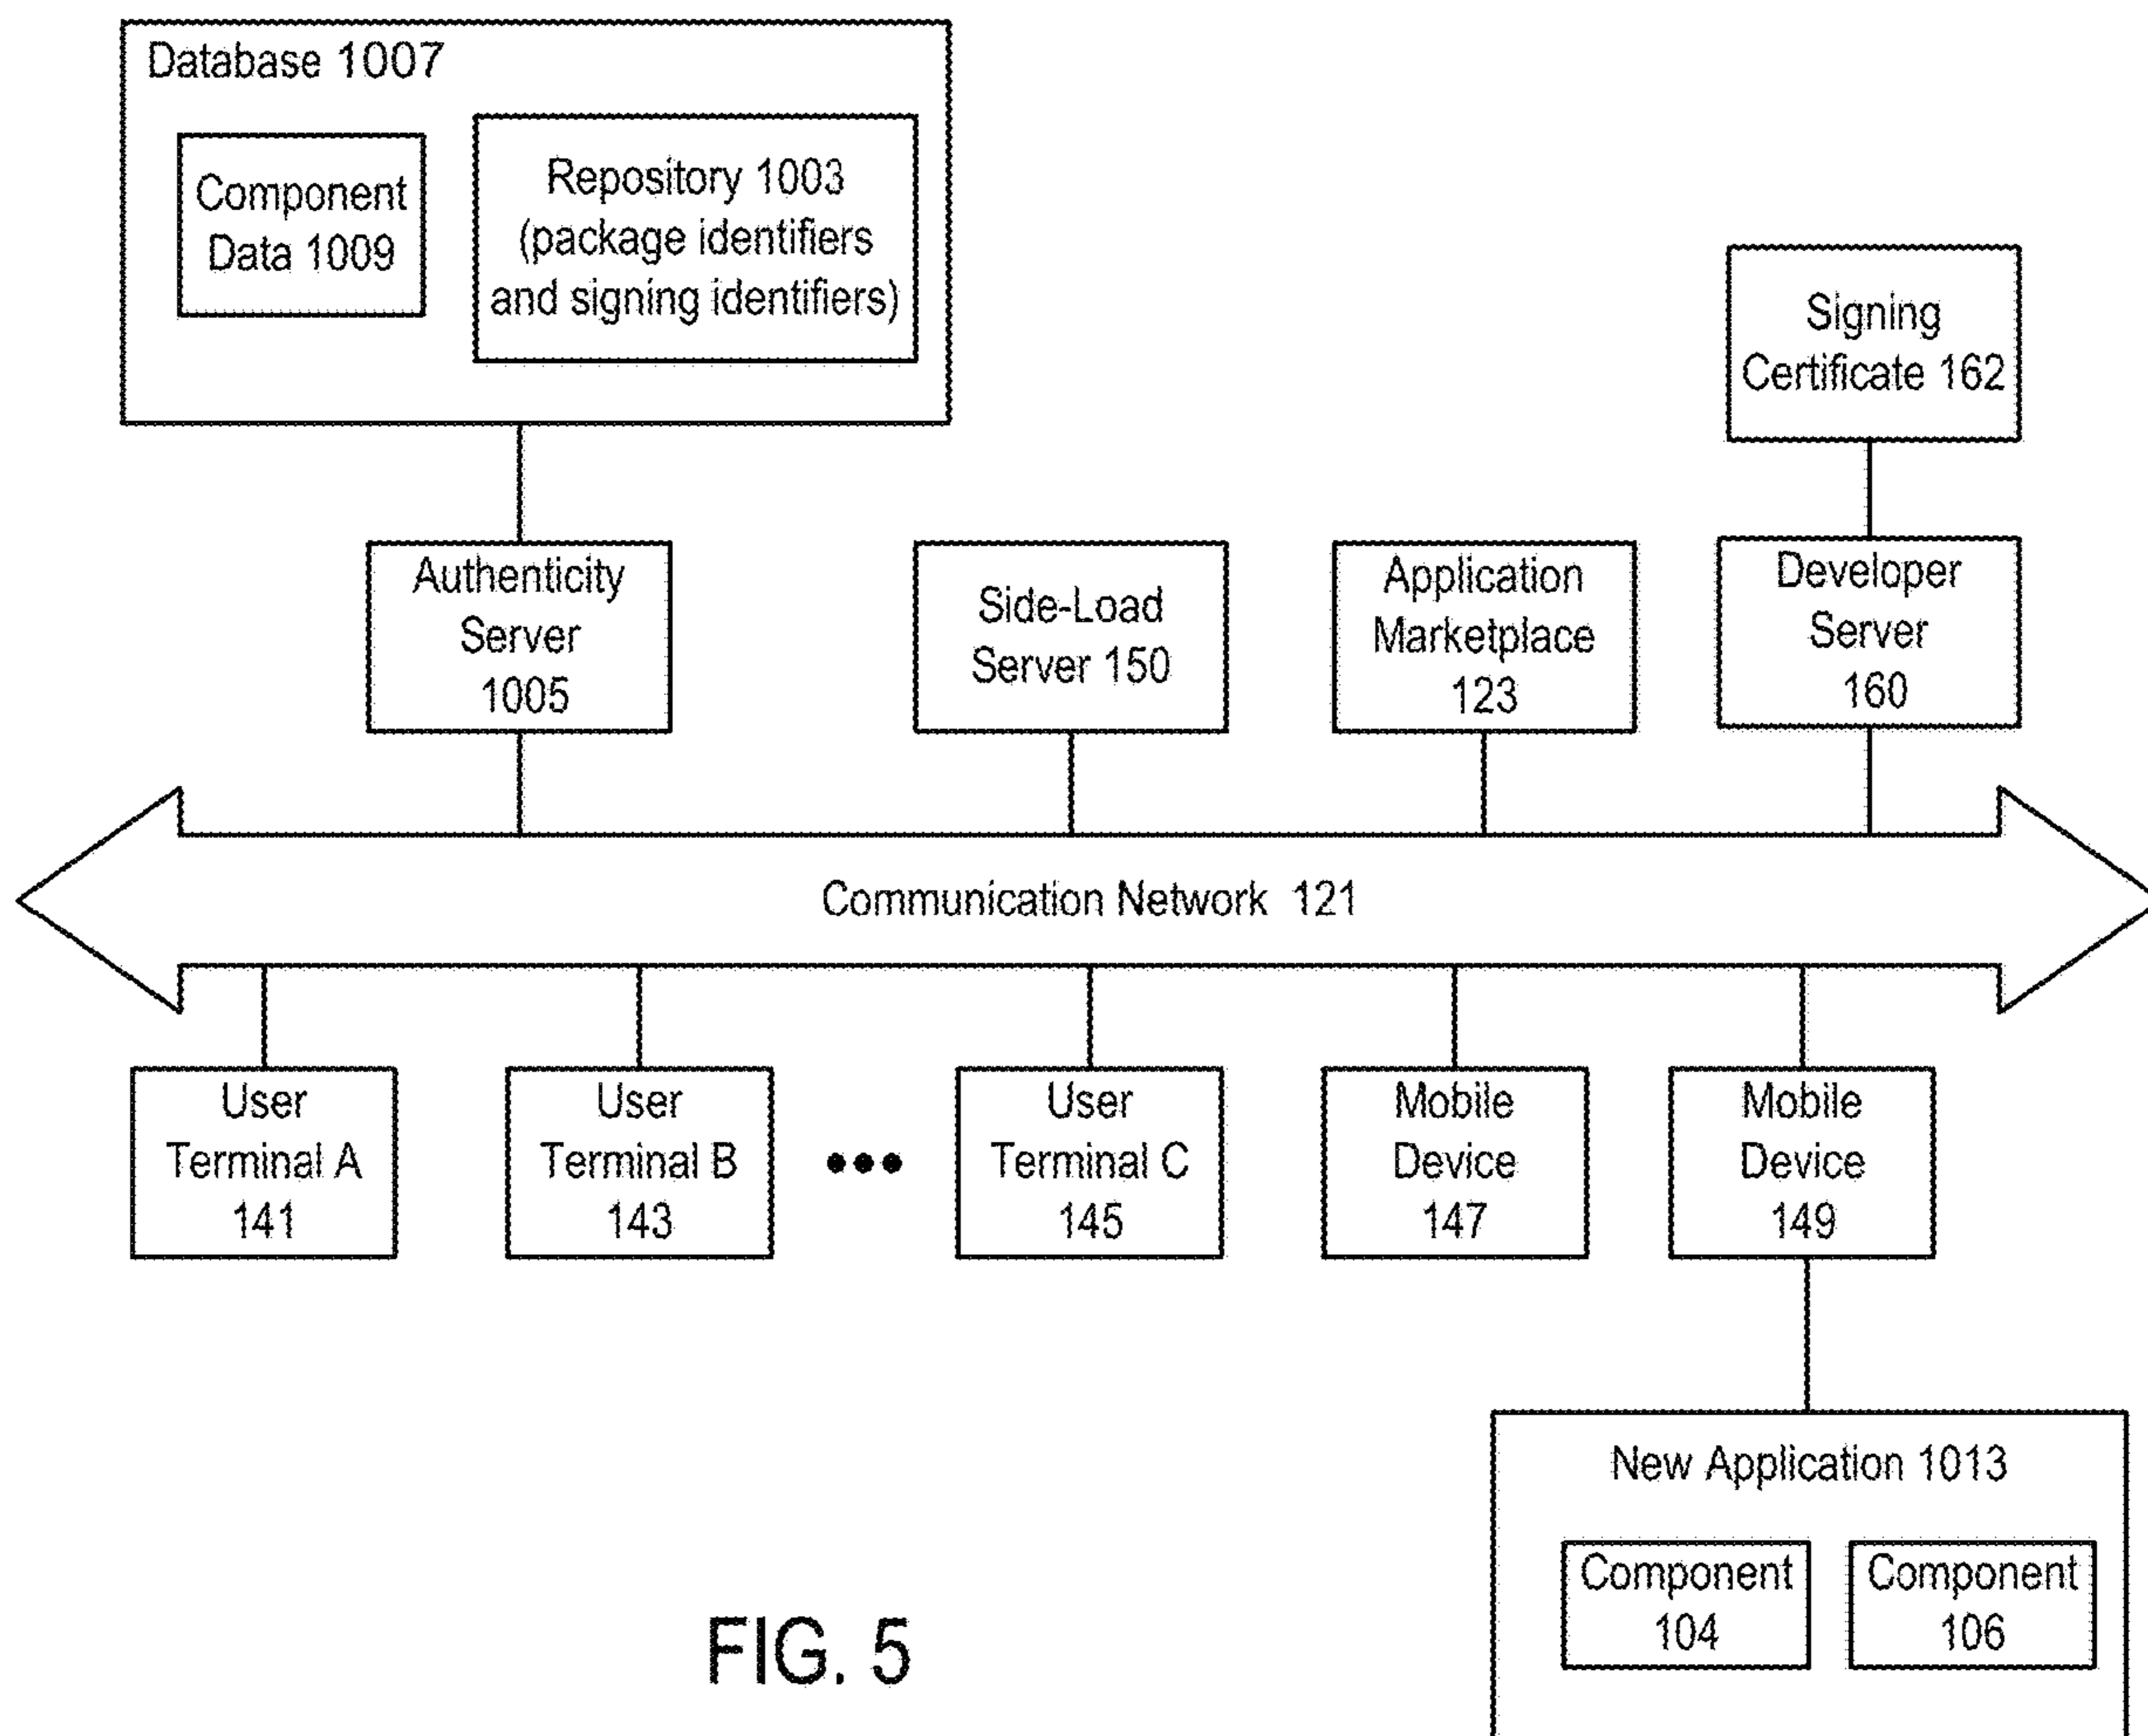 Database 1007
Component
Data 1009
Repository 1003
(package identifiers
and signing identifiers)
Signing
Certificate 162
Authenticity
Server
1005
Side-Load
Server 150
Application
Marketplace
123
Developer
Server
160
Communication Network 121
User
Terminal A
141
User
Terminal B
143
•••
User
Terminal C
145
Mobile
Device
147
Mobile
Device
149
New Application 1013
Component
104
Component
106
FIG. 5